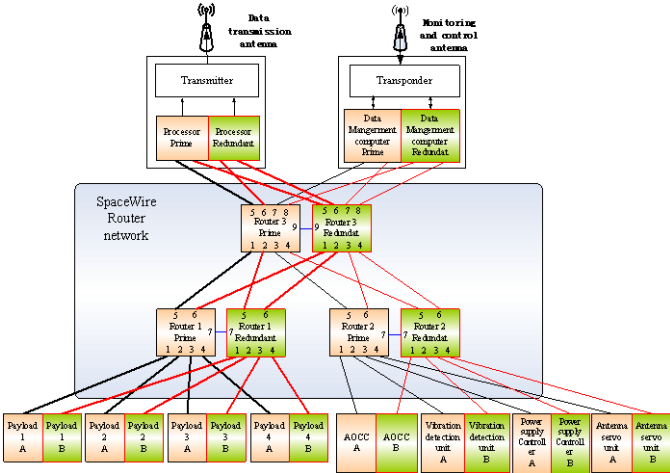 Data
transmission
antenna
Monitoring
and control
antenna
Transmitter
Transponder
Processor
Prime
Processor
Redundant
Data
Mangerment
computer
Prime
Data
Mangerment
computer
Redundat.
SpaceWire
Router
network
5 6 7 8
Router 3
Prime
9
1 2 3 4
5 6 7 8
9
Router 3
Redundat.
1 2 3 4
5 6
Router 1
Prime
7
1 2 3 4
5 6
7
Router 1
Redundant
1 2 3 4
5 6
Router 2
Prime
7
1 2 3 4
5 6
7
Router 2
Redundat
1 2 3 4
Payload
1
A
Payload
1
B
Payload
2
A
Payload
2
B
Payload
3
A
Payload
3
B
Payload
4
A
Payload
4
B
AOCC
A
AOCC
B
Vibration
detection
unit
A
Vibration
detection
unit
B
Power
supply
Controll
er
A
Power
supply
Controll
er
B
Antenna
servo unit
A
Antenna
servo unit
B